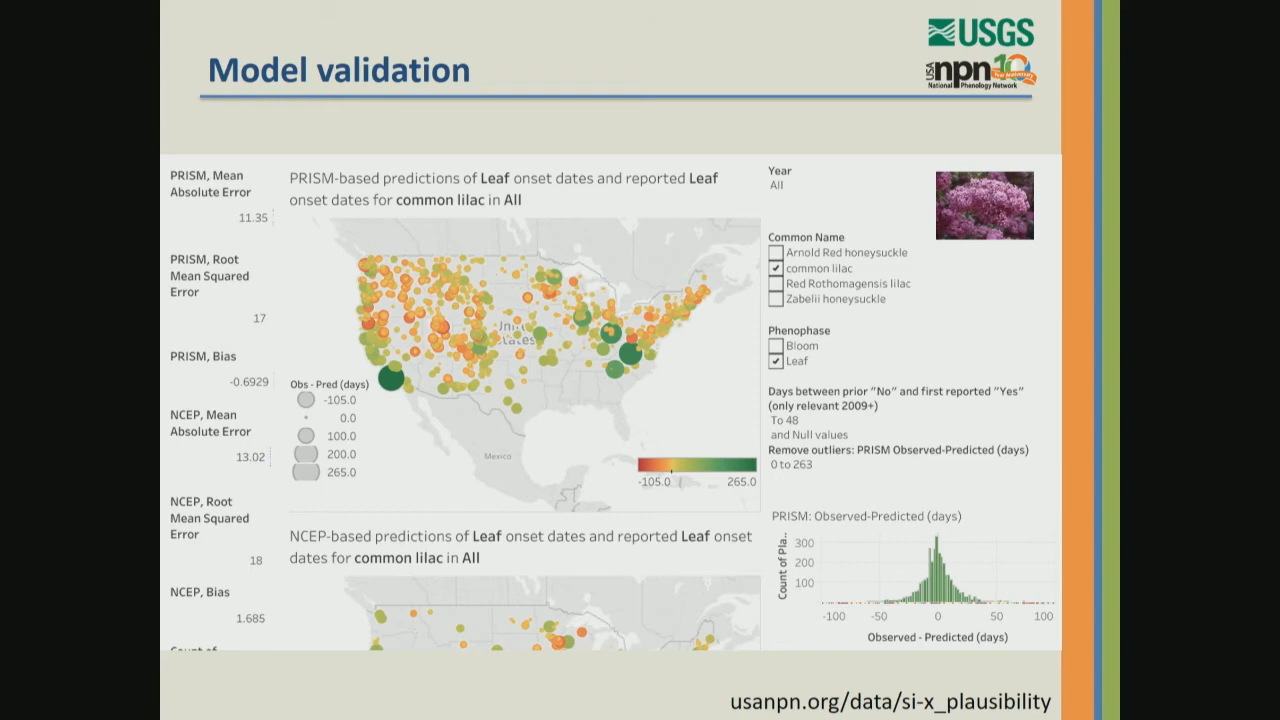 Model validation
USGS
USA npn 10
Year Anniversary
National Phenology Network
PRISM, Mean
Absolute Error
11.35
PRISM, Root
Mean Squared
Error
17
PRISM, Bias
-0.6929
NCEP, Mean
Absolute Error
13.02
NCEP, Root
Mean Squared
Error
18
NCEP, Bias
1.685
PRISM-based predictions of Leaf onset dates and reported Leaf
onset dates for common lilac in All
United
States
Mexico
Obs - Pred (days)
-105.0
0.0
100.0
200.0
265.0
-105.0 265.0
NCEP-based predictions of Leaf onset dates and reported Leaf onset
dates for common lilac in All
Year
All
Common Name
Arnold Red honeysuckle
common lilac
Red Rothomagensis lilac
Zabelii honeysuckle
Phenophase
Bloom
Leaf
Days between prior "No" and first reported "Yes"
(only relevant 2009+)
To 48
and Null values
Remove outliers: PRISM Observed-Predicted (days)
0 to 263
PRISM: Observed-Predicted (days)
Count of Pla..
300
200
100
-100 -50 0 50 100
Observed - Predicted (days)
usanpn.org/data/si-x_plausibility